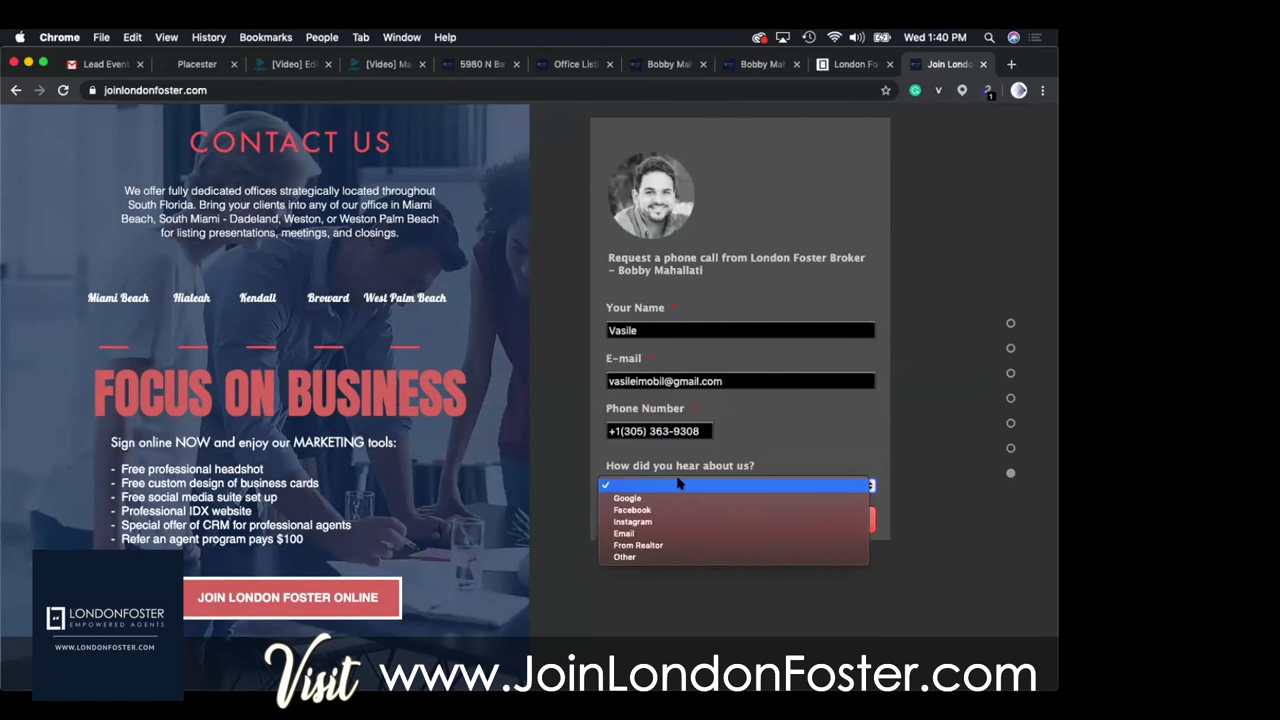 Chrome File Edit View History Bookmarks People Tab Window Help
Wed 1:40 PM
Lead Event
Placester
[Video] Edi
[Video] Ma
5980 N Ba
Office Listi
Bobby Mah
Bobby Mah
London Fo
Join Londo
joinlondonfoster.com
CONTACT US
We offer fully dedicated offices strategically located throughout
South Florida. Bring your clients into any of our office in Miami
Beach, South Miami - Dadeland, Weston, or Weston Palm Beach
for listing presentations, meetings, and closings.
Miami Beach Hialeah Kendall Broward West Palm Beach
FOCUS ON BUSINESS
Sign online NOW and enjoy our MARKETING tools:
- Free professional headshot
- Free custom design of business cards
- Free social media suite set up
- Professional IDX website
- Special offer of CRM for professional agents
- Refer an agent program pays $100
JOIN LONDON FOSTER ONLINE
Request a phone call from London Foster Broker
– Bobby Mahallati
Your Name *
Vasile
E-mail *
vasileimobil@gmail.com
Phone Number *
+1(305) 363-9308
How did you hear about us?
Google
Facebook
Instagram
Email
From Realtor
Other
LONDONFOSTER
EMPOWERED AGENTS
WWW.LONDONFOSTER.COM
Visit www.JoinLondonFoster.com